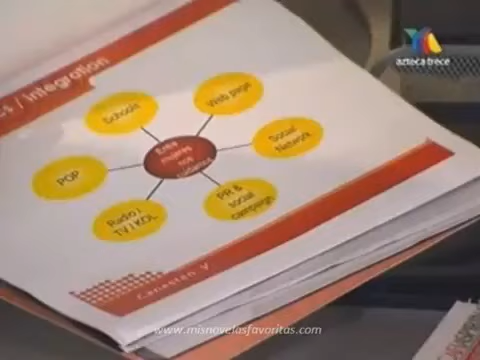 azteca trece
s / Integration
Schools
Web page
Social
Network
Entre
mujeres
nos
cuidamos
POP
Radio /
TV / KOL
PR &
social
campaign
Canesten V
www.misnovelasfavoritas.com